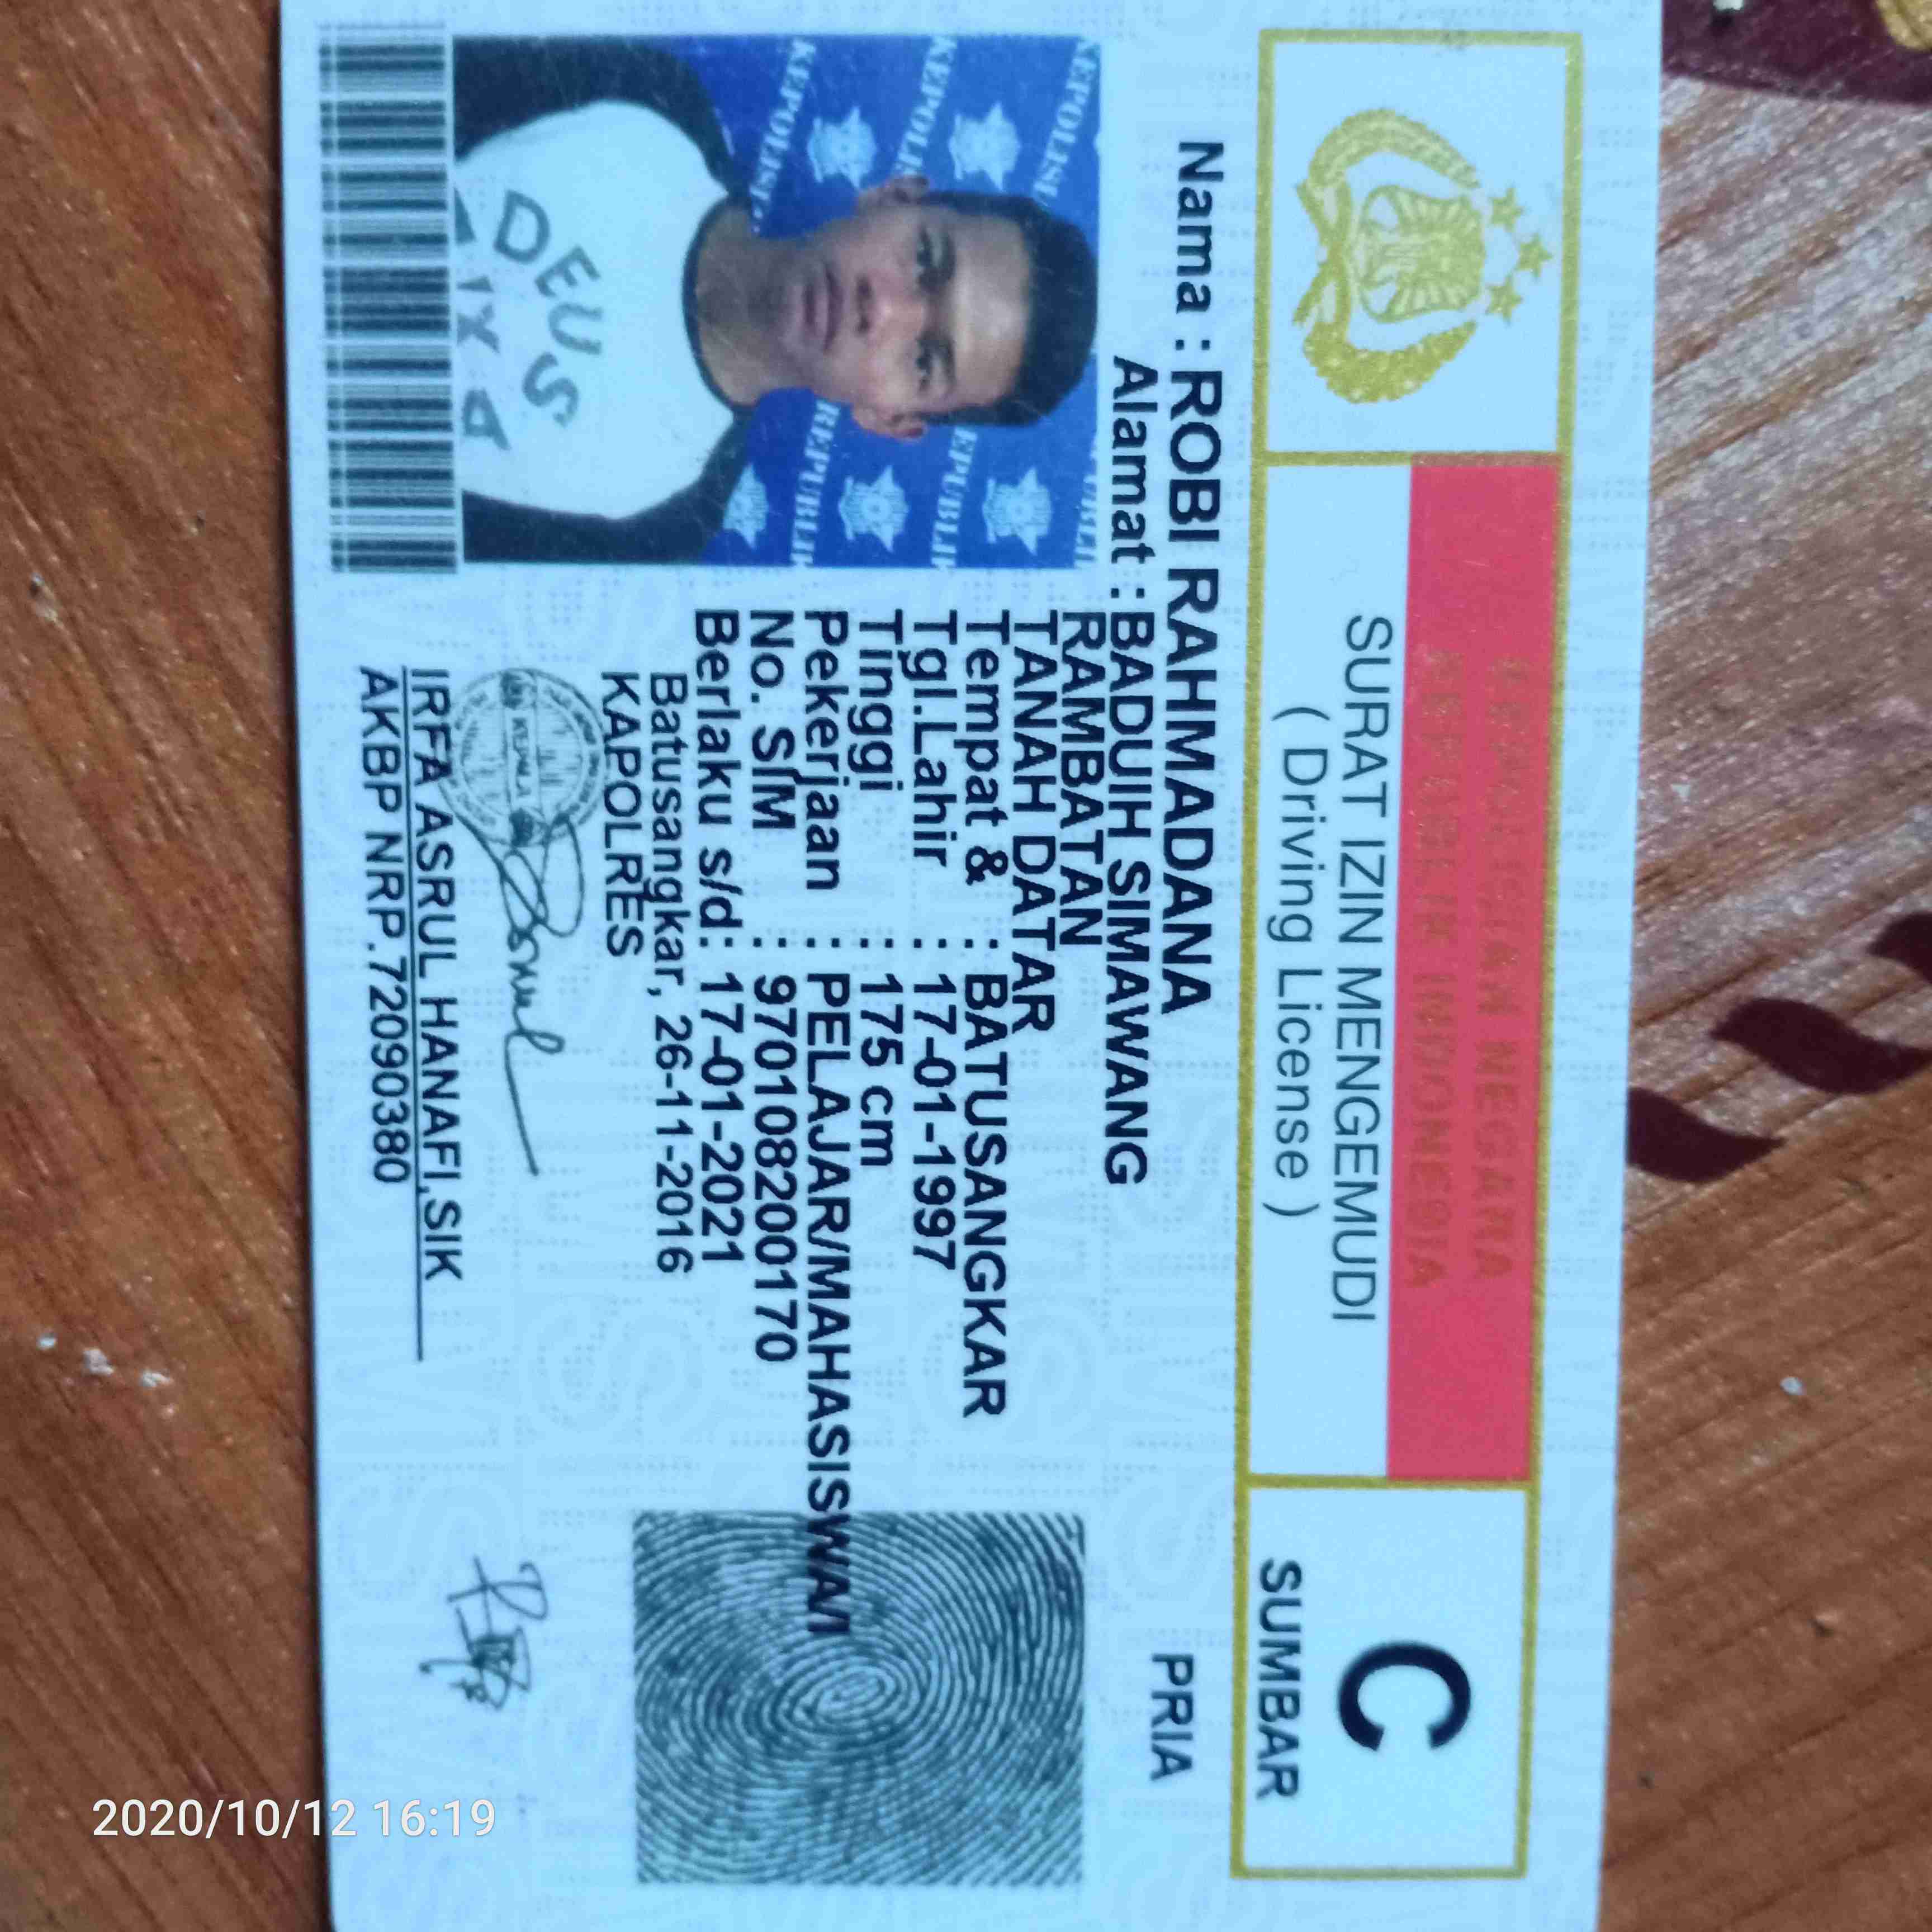 KEPOLISIAN NEGARA
REPUBLIK INDONESIA
SURAT IZIN MENGEMUDI
( Driving License )
C
SUMBAR
Nama : ROBI RAHMADANA
PRIA
Alamat : BADUIH SIMAWANG
RAMBATAN
TANAH DATAR
Tempat & : BATUSANGKAR
Tgl.Lahir : 17-01-1997
Tinggi : 175 cm
Pekerjaan : PELAJAR/MAHASISWA/I
No. SIM : 970108200170
Berlaku s/d: 17-01-2021
Batusangkar, 26-11-2016
KAPOLRES
KEPALA
IRFA ASRUL HANAFI,SIK
AKBP NRP.72090380
DEUS
2020/10/12 16:19